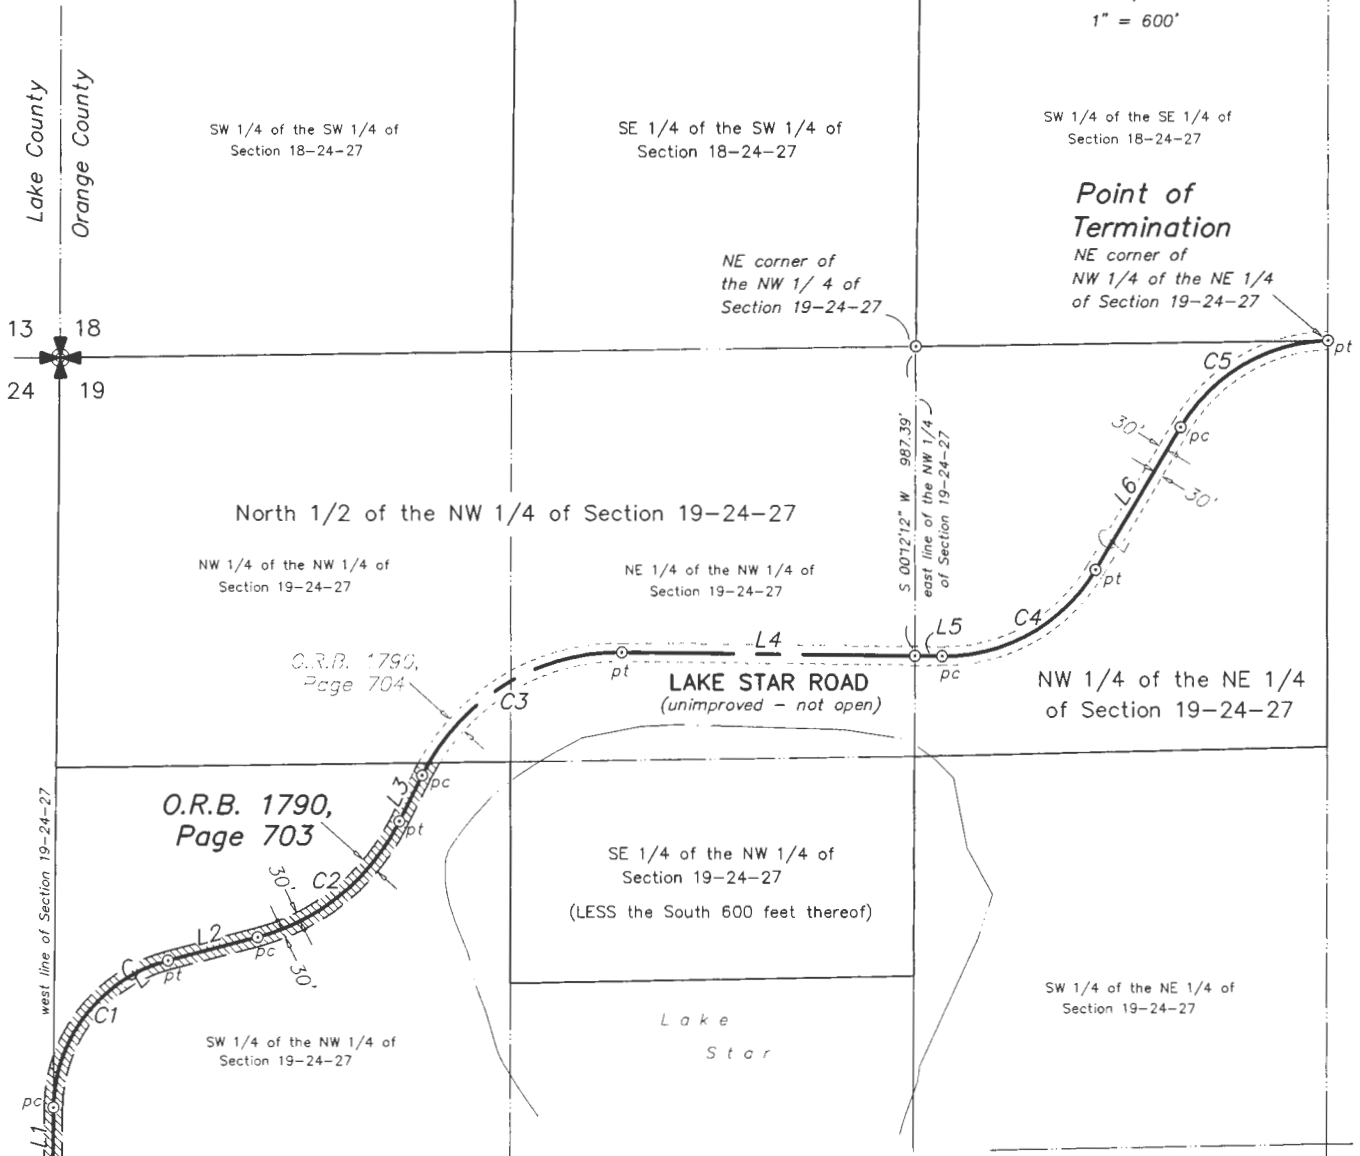 1" = 600'
Lake County
Orange County
SW 1/4 of the SW 1/4 of
Section 18-24-27
SE 1/4 of the SW 1/4 of
Section 18-24-27
SW 1/4 of the SE 1/4 of
Section 18-24-27
Point of
Termination
NE corner of
NW 1/4 of the NE 1/4
of Section 19-24-27
NE corner of
the NW 1/ 4 of
Section 19-24-27
13 18
24 19
pt
C5
pc
30'
30'
L6
CL
pt
S 00°12'12" W 987.39'
east line of the NW 1/4
of Section 19-24-27
North 1/2 of the NW 1/4 of Section 19-24-27
NW 1/4 of the NW 1/4 of
Section 19-24-27
NE 1/4 of the NW 1/4 of
Section 19-24-27
C4
L5
L4
pc
pt
O.R.B. 1790,
Page 704
C3
LAKE STAR ROAD
(unimproved - not open)
NW 1/4 of the NE 1/4
of Section 19-24-27
pc
L3
pt
O.R.B. 1790,
Page 703
west line of Section 19-24-27
SE 1/4 of the NW 1/4 of
Section 19-24-27
(LESS the South 600 feet thereof)
30'
C2
L2
pc
30'
pt
CL
C1
SW 1/4 of the NW 1/4 of
Section 19-24-27
Lake
Star
SW 1/4 of the NE 1/4 of
Section 19-24-27
pc
L1